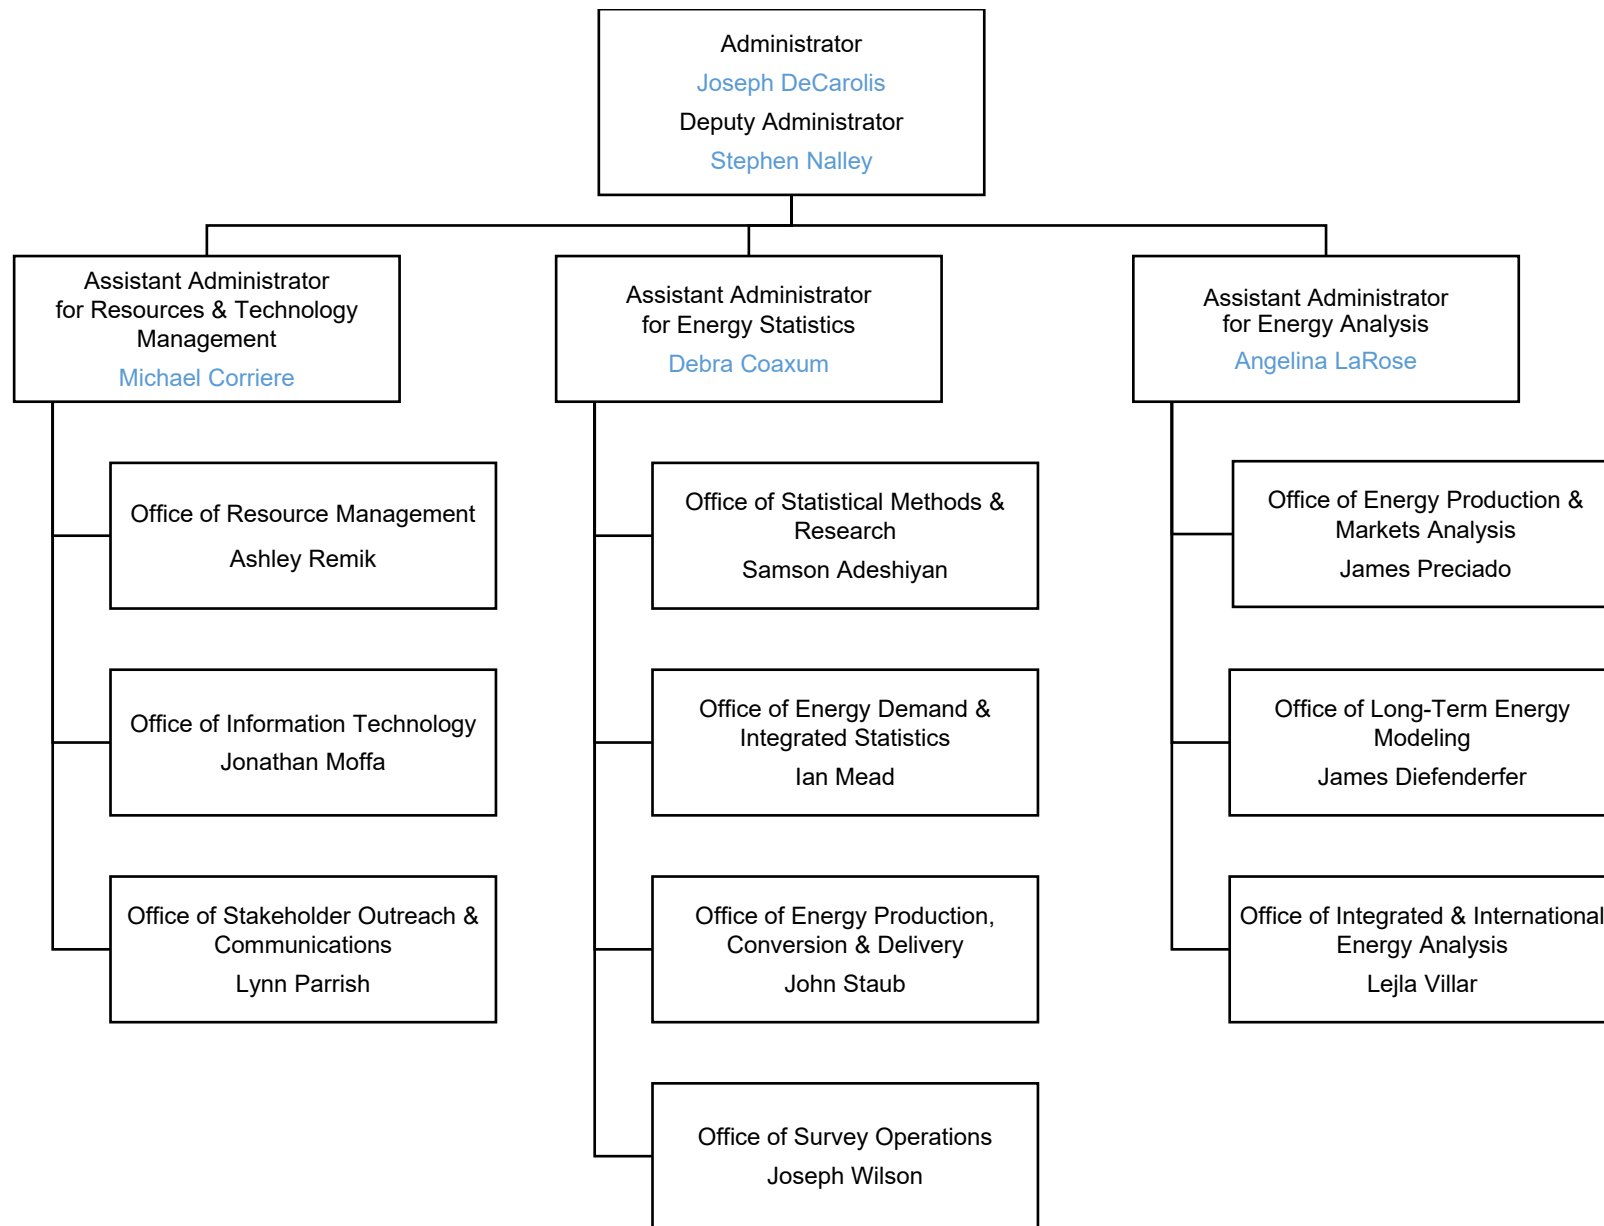 Administrator
Joseph DeCarolis
Deputy Administrator
Stephen Nalley
Assistant Administrator
for Resources & Technology
Management
Michael Corriere
Assistant Administrator
for Energy Statistics
Debra Coaxum
Assistant Administrator
for Energy Analysis
Angelina LaRose
Office of Resource Management
Ashley Remik
Office of Information Technology
Jonathan Moffa
Office of Stakeholder Outreach &
Communications
Lynn Parrish
Office of Statistical Methods &
Research
Samson Adeshiyan
Office of Energy Demand &
Integrated Statistics
Ian Mead
Office of Energy Production,
Conversion & Delivery
John Staub
Office of Survey Operations
Joseph Wilson
Office of Energy Production &
Markets Analysis
James Preciado
Office of Long-Term Energy
Modeling
James Diefenderfer
Office of Integrated & International
Energy Analysis
Lejla Villar